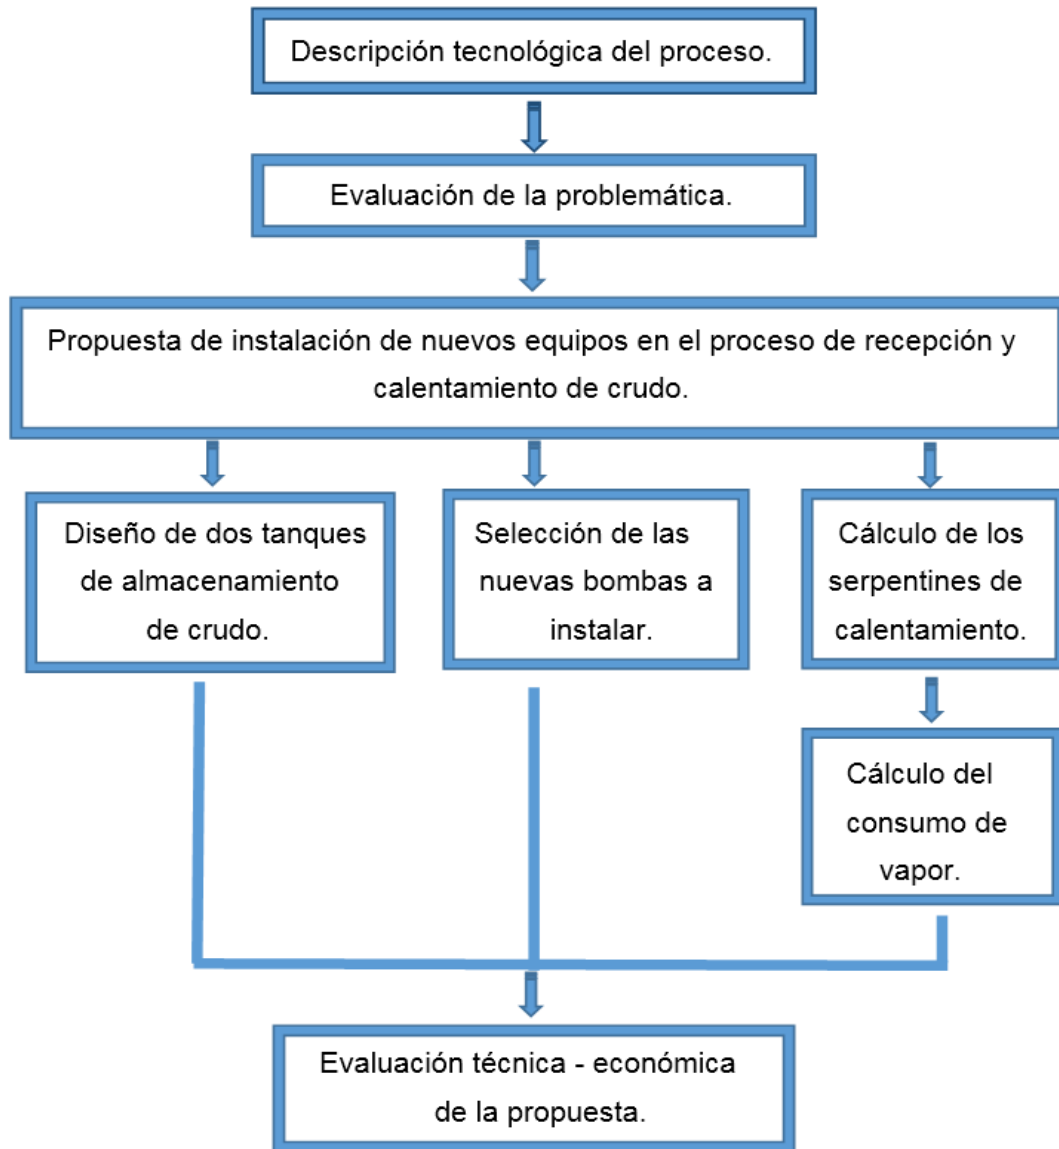 Descripción tecnológica del proceso.
Evaluación de la problemática.
Propuesta de instalación de nuevos equipos en el proceso de recepción y
calentamiento de crudo.
Diseño de dos tanques
de almacenamiento
de crudo.
Selección de las
nuevas bombas a
instalar.
Cálculo de los
serpentines de
calentamiento.
Cálculo del
consumo de
vapor.
Evaluación técnica - económica
de la propuesta.